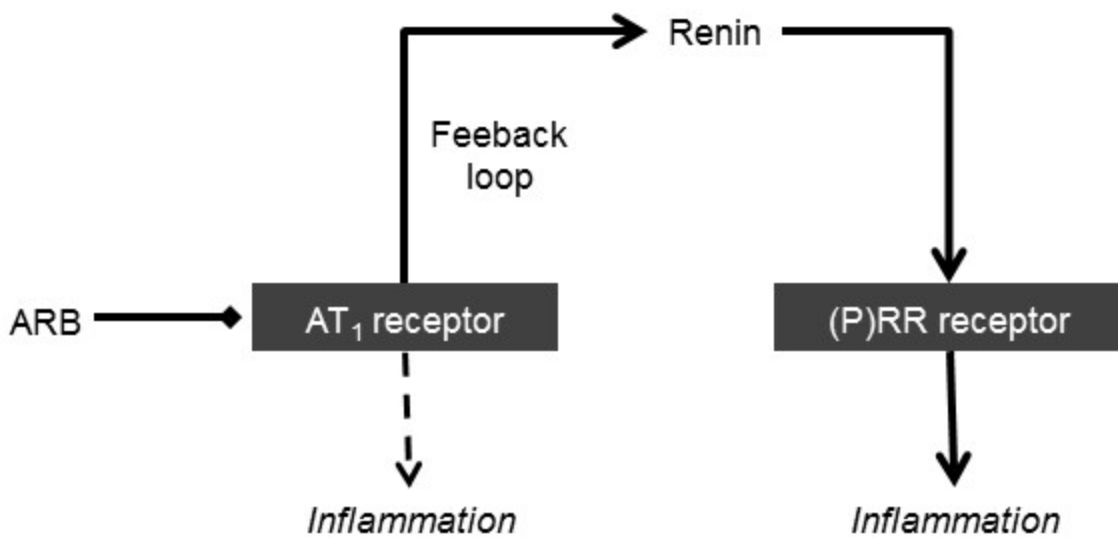 Renin
Feeback
loop
ARB
AT₁ receptor
(P)RR receptor
Inflammation
Inflammation